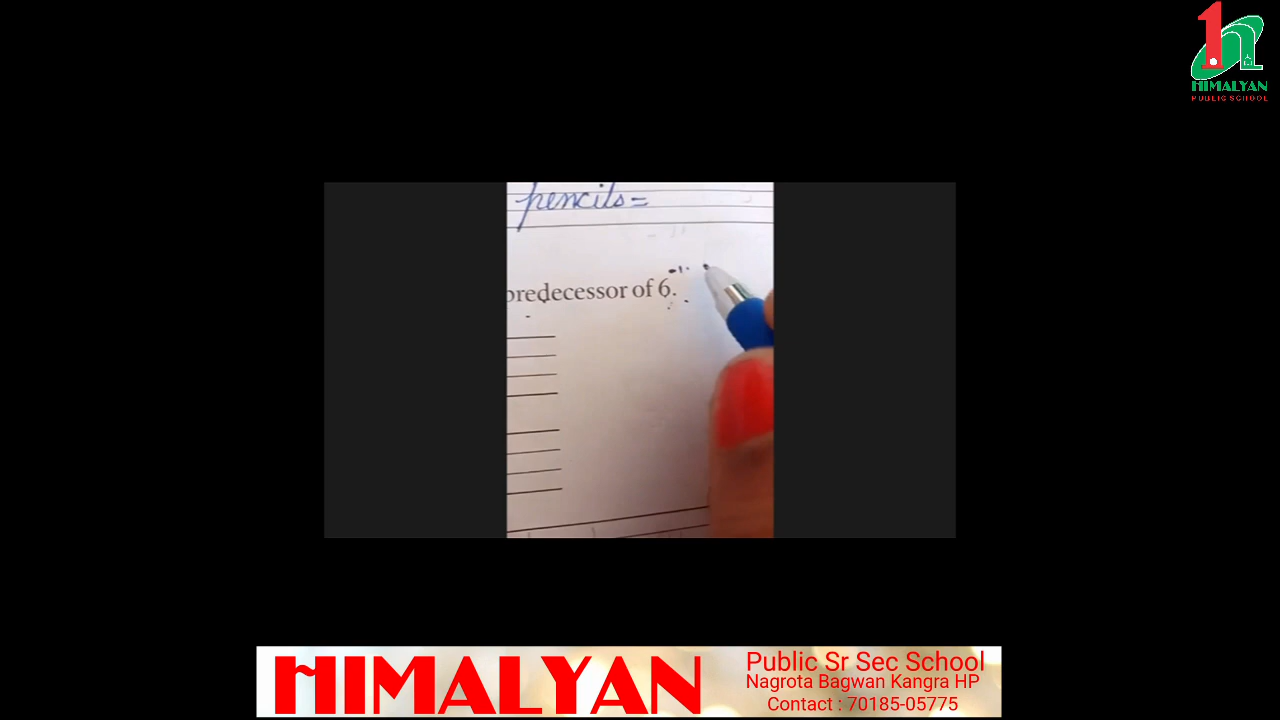 HIMALYAN
PUBLIC SCHOOL
pencils=
predecessor of 6.
HIMALYAN
Public Sr Sec School
Nagrota Bagwan Kangra HP
Contact : 70185-05775